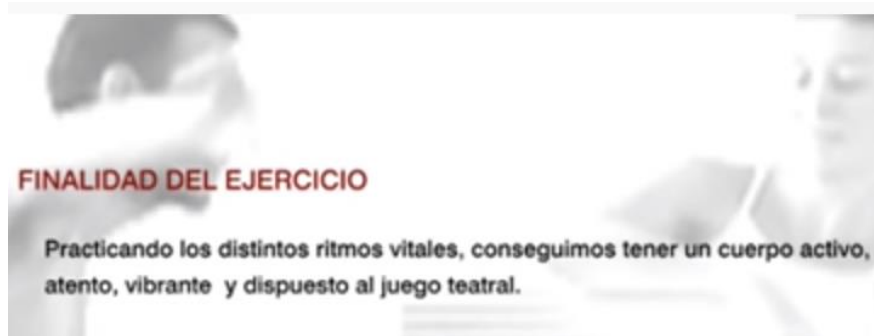 FINALIDAD DEL EJERCICIO
Practicando los distintos ritmos vitales, conseguimos tener un cuerpo activo,
atento, vibrante y dispuesto al juego teatral.